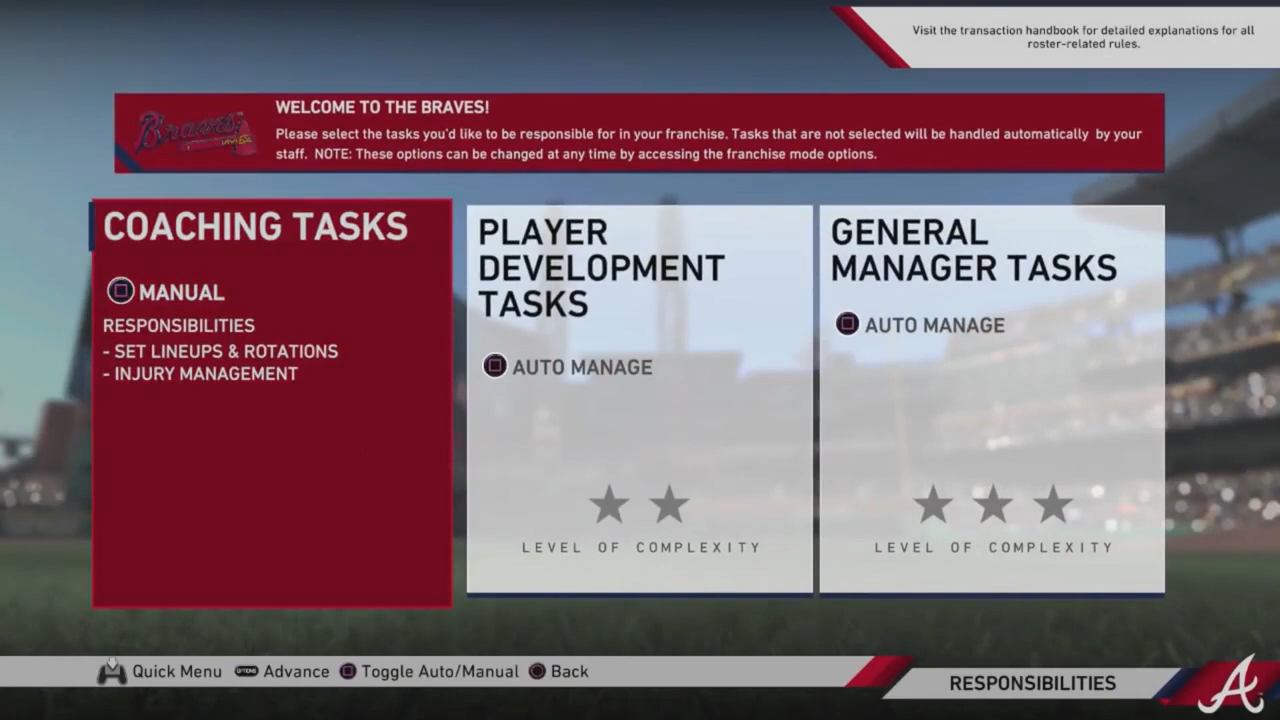 Visit the transaction handbook for detailed explanations for all
roster-related rules.
Braves
WELCOME TO THE BRAVES!
Please select the tasks you'd like to be responsible for in your franchise. Tasks that are not selected will be handled automatically by your
staff. NOTE: These options can be changed at any time by accessing the franchise mode options.
COACHING TASKS
MANUAL
RESPONSIBILITIES
- SET LINEUPS & ROTATIONS
- INJURY MANAGEMENT
PLAYER
DEVELOPMENT
TASKS
AUTO MANAGE
LEVEL OF COMPLEXITY
GENERAL
MANAGER TASKS
AUTO MANAGE
LEVEL OF COMPLEXITY
Quick Menu OPTIONS Advance Toggle Auto/Manual Back
RESPONSIBILITIES
A